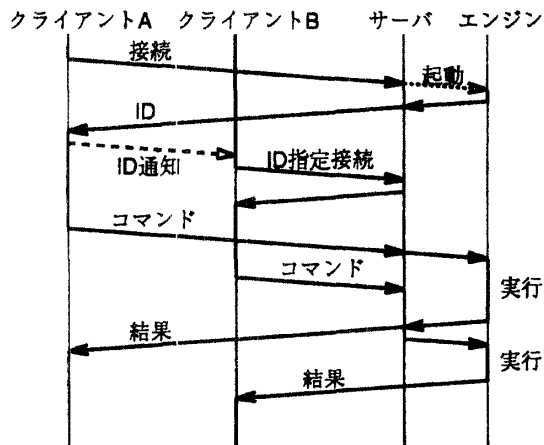 クライアントA クライアントB サーバ エンジン
接続
起動
ID
ID通知
ID指定接続
コマンド
コマンド
実行
結果
実行
結果